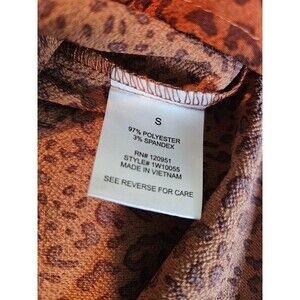 S
97% POLYESTER
3% SPANDEX
RN# 120951
STYLE# 1W10055
MADE IN VIETNAM
SEE REVERSE FOR CARE